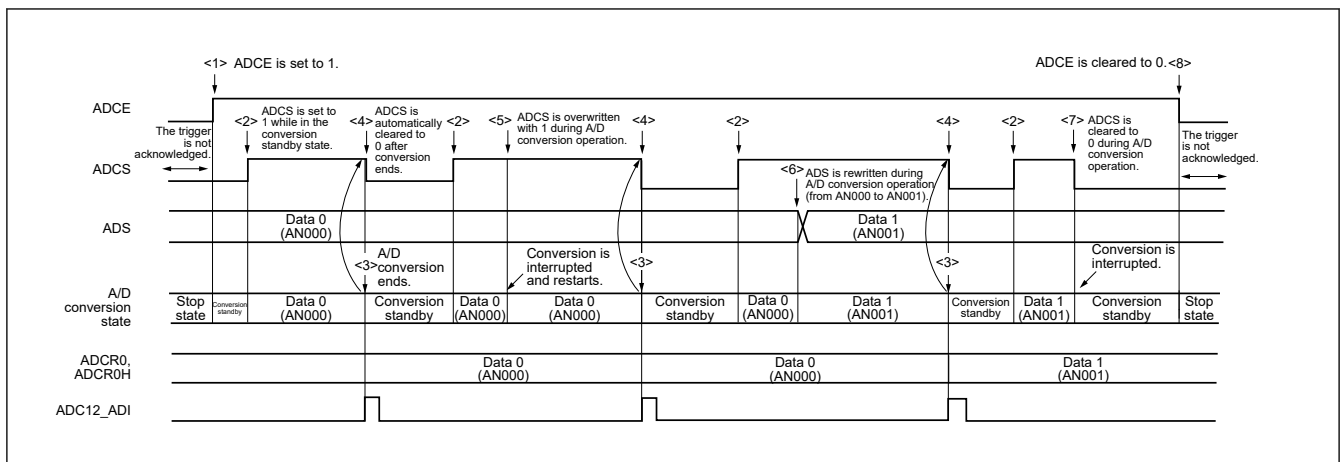 <1> ADCE is set to 1.
ADCE is cleared to 0. <8>
ADCE
The trigger
is not
acknowledged.
<2>
ADCS is set to
1 while in the
conversion
standby state.
<4>
ADCS is
automatically
cleared to
0 after
conversion
ends.
<2>
<5>
ADCS is overwritten
with 1 during A/D
conversion operation.
<4>
<2>
<4>
<2>
<7>
ADCS is
cleared to
0 during A/D
conversion
operation.
The trigger
is not
acknowledged.
ADCS
<6>
ADS is rewritten during
A/D conversion operation
(from AN000 to AN001).
ADS
Data 0
(AN000)
Data 1
(AN001)
<3>
A/D
conversion
ends.
Conversion is
interrupted
and restarts.
<3>
<3>
Conversion is
interrupted.
A/D
conversion
state
Stop
state
Conversion
standby
Data 0
(AN000)
Conversion
standby
Data 0
(AN000)
Data 0
(AN000)
Conversion
standby
Data 0
(AN000)
Data 1
(AN001)
Conversion
standby
Data 1
(AN001)
Conversion
standby
Stop
state
ADCR0,
ADCR0H
Data 0
(AN000)
Data 0
(AN000)
Data 1
(AN001)
ADC12_ADI